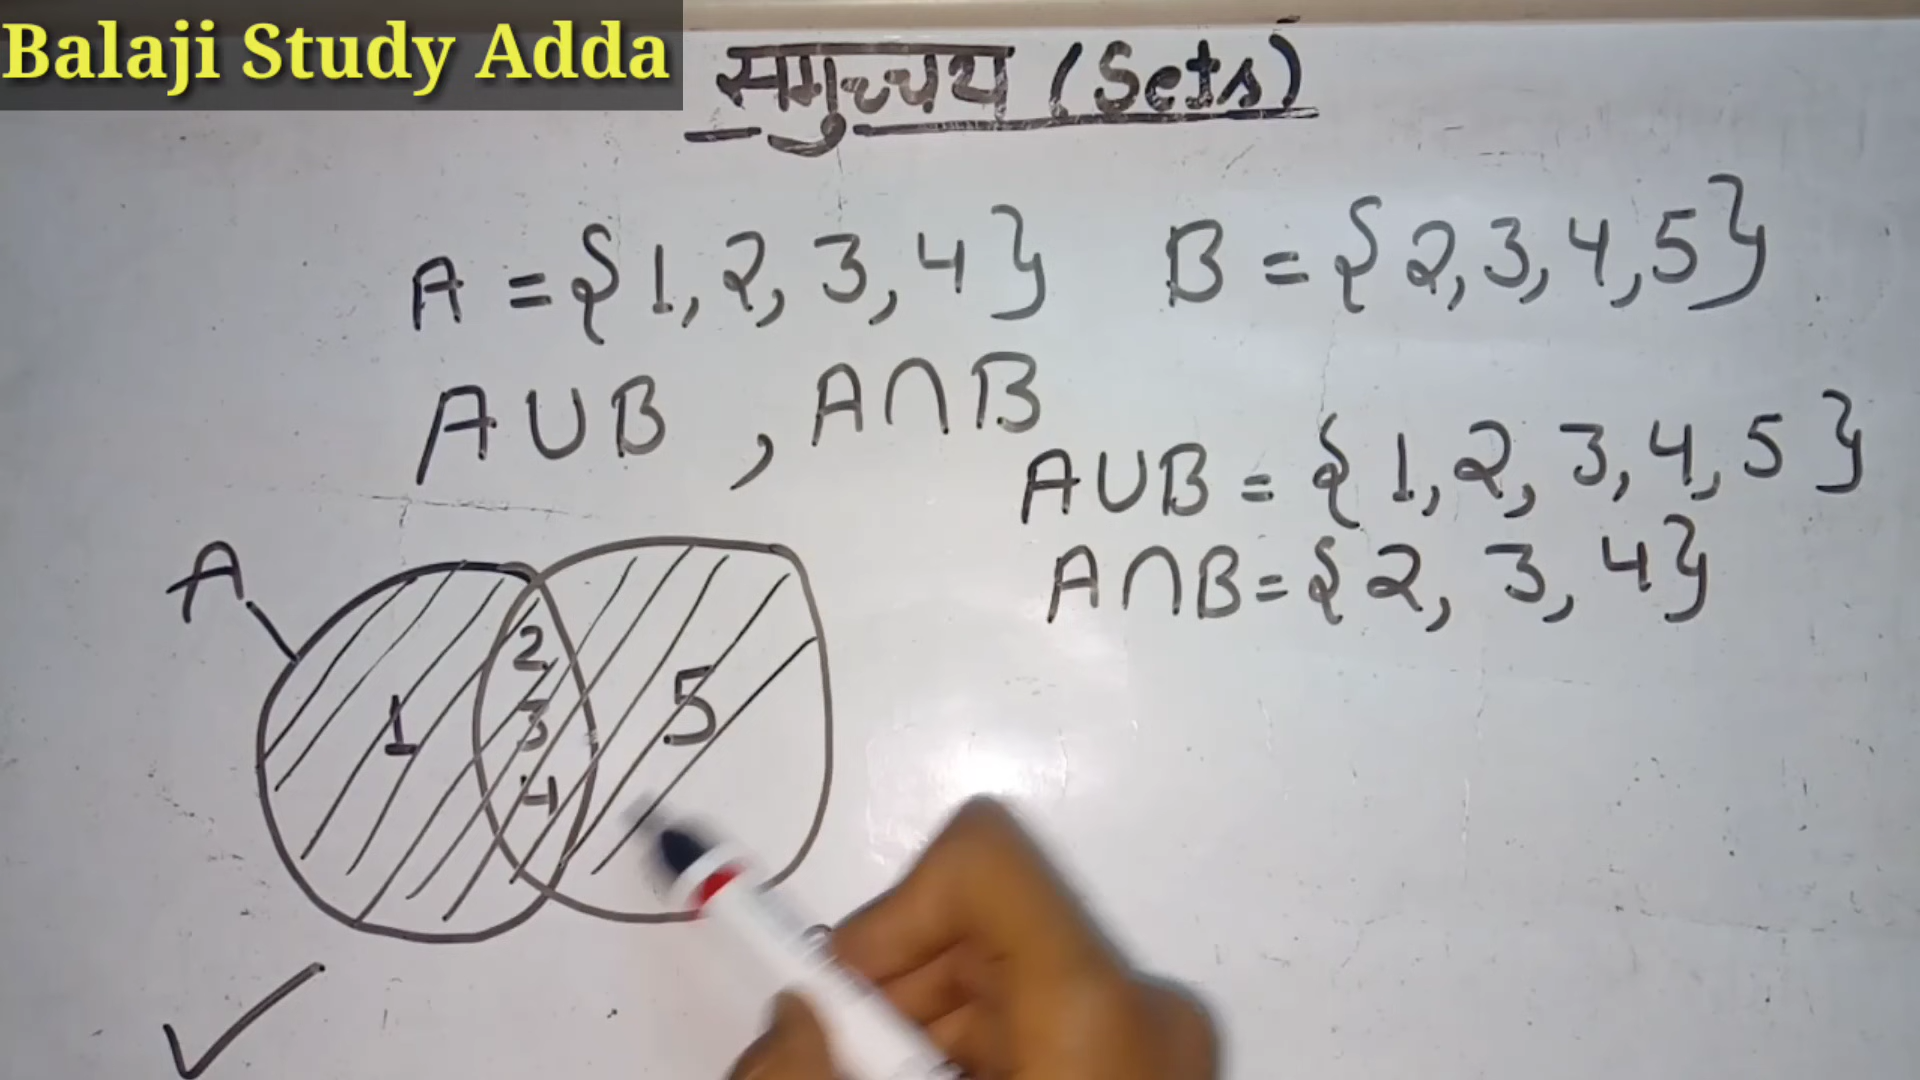 Balaji Study Adda
समुच्चय (Sets)
A = {1, 2, 3, 4} B = {2, 3, 4, 5}
A∪B , A∩B
A∪B = {1, 2, 3, 4, 5}
A∩B = {2, 3, 4}
A
1
2
3
4
5